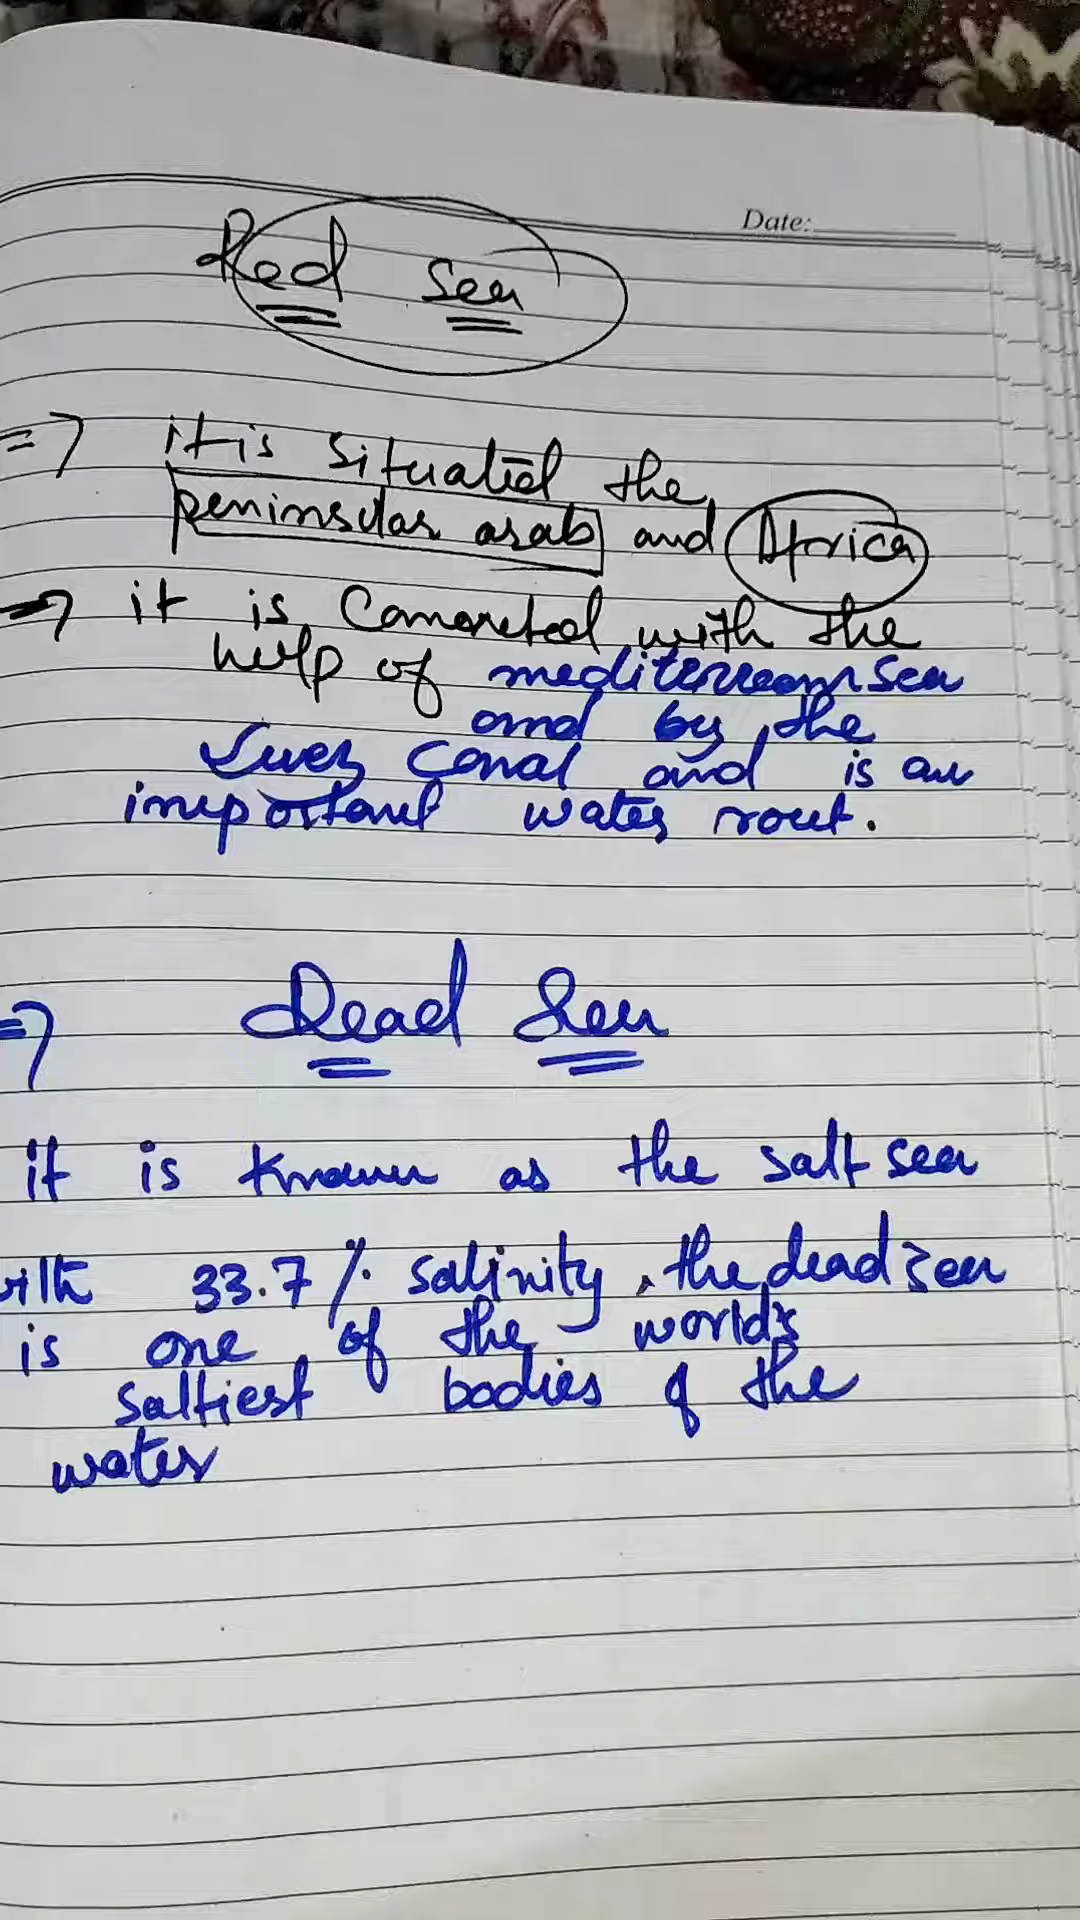 Date:
Red Sea
=> it is situated the
peninsular arab and Africa
=> it is Connected with the
help of mediterrean sea
and by the
Suez Canal and is an
important water rout.
=> Dead Sea
it is known as the salt sea
with 33.7% salinity, the dead sea
is one of the world's
saltiest bodies of the
water